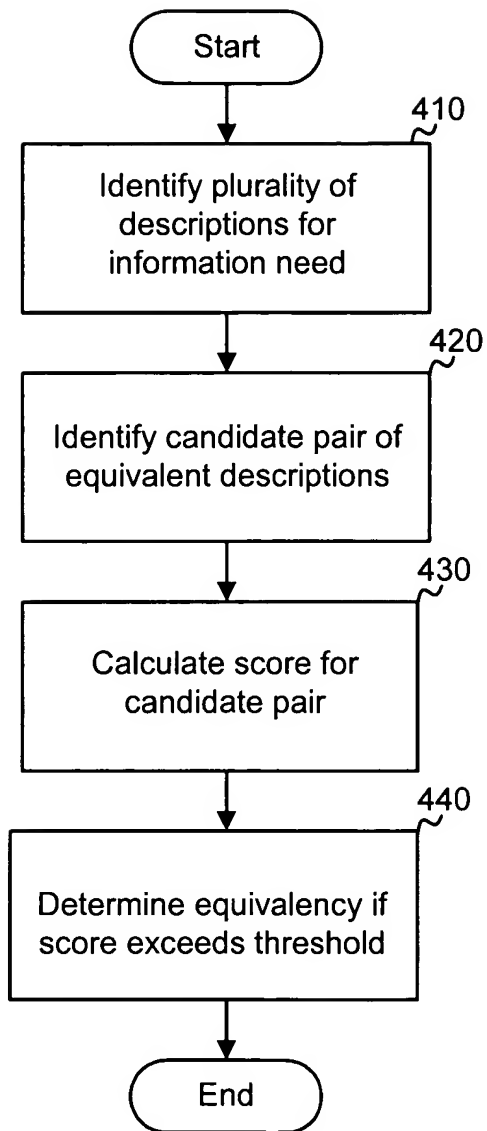 Start
410
Identify plurality of
descriptions for
information need
420
Identify candidate pair of
equivalent descriptions
430
Calculate score for
candidate pair
440
Determine equivalency if
score exceeds threshold
End